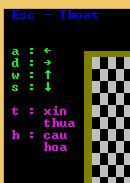 Esc - Thoat
a : ←
d : →
w : ↑
s : ↓
t : xin
thua
h : cau
hoa